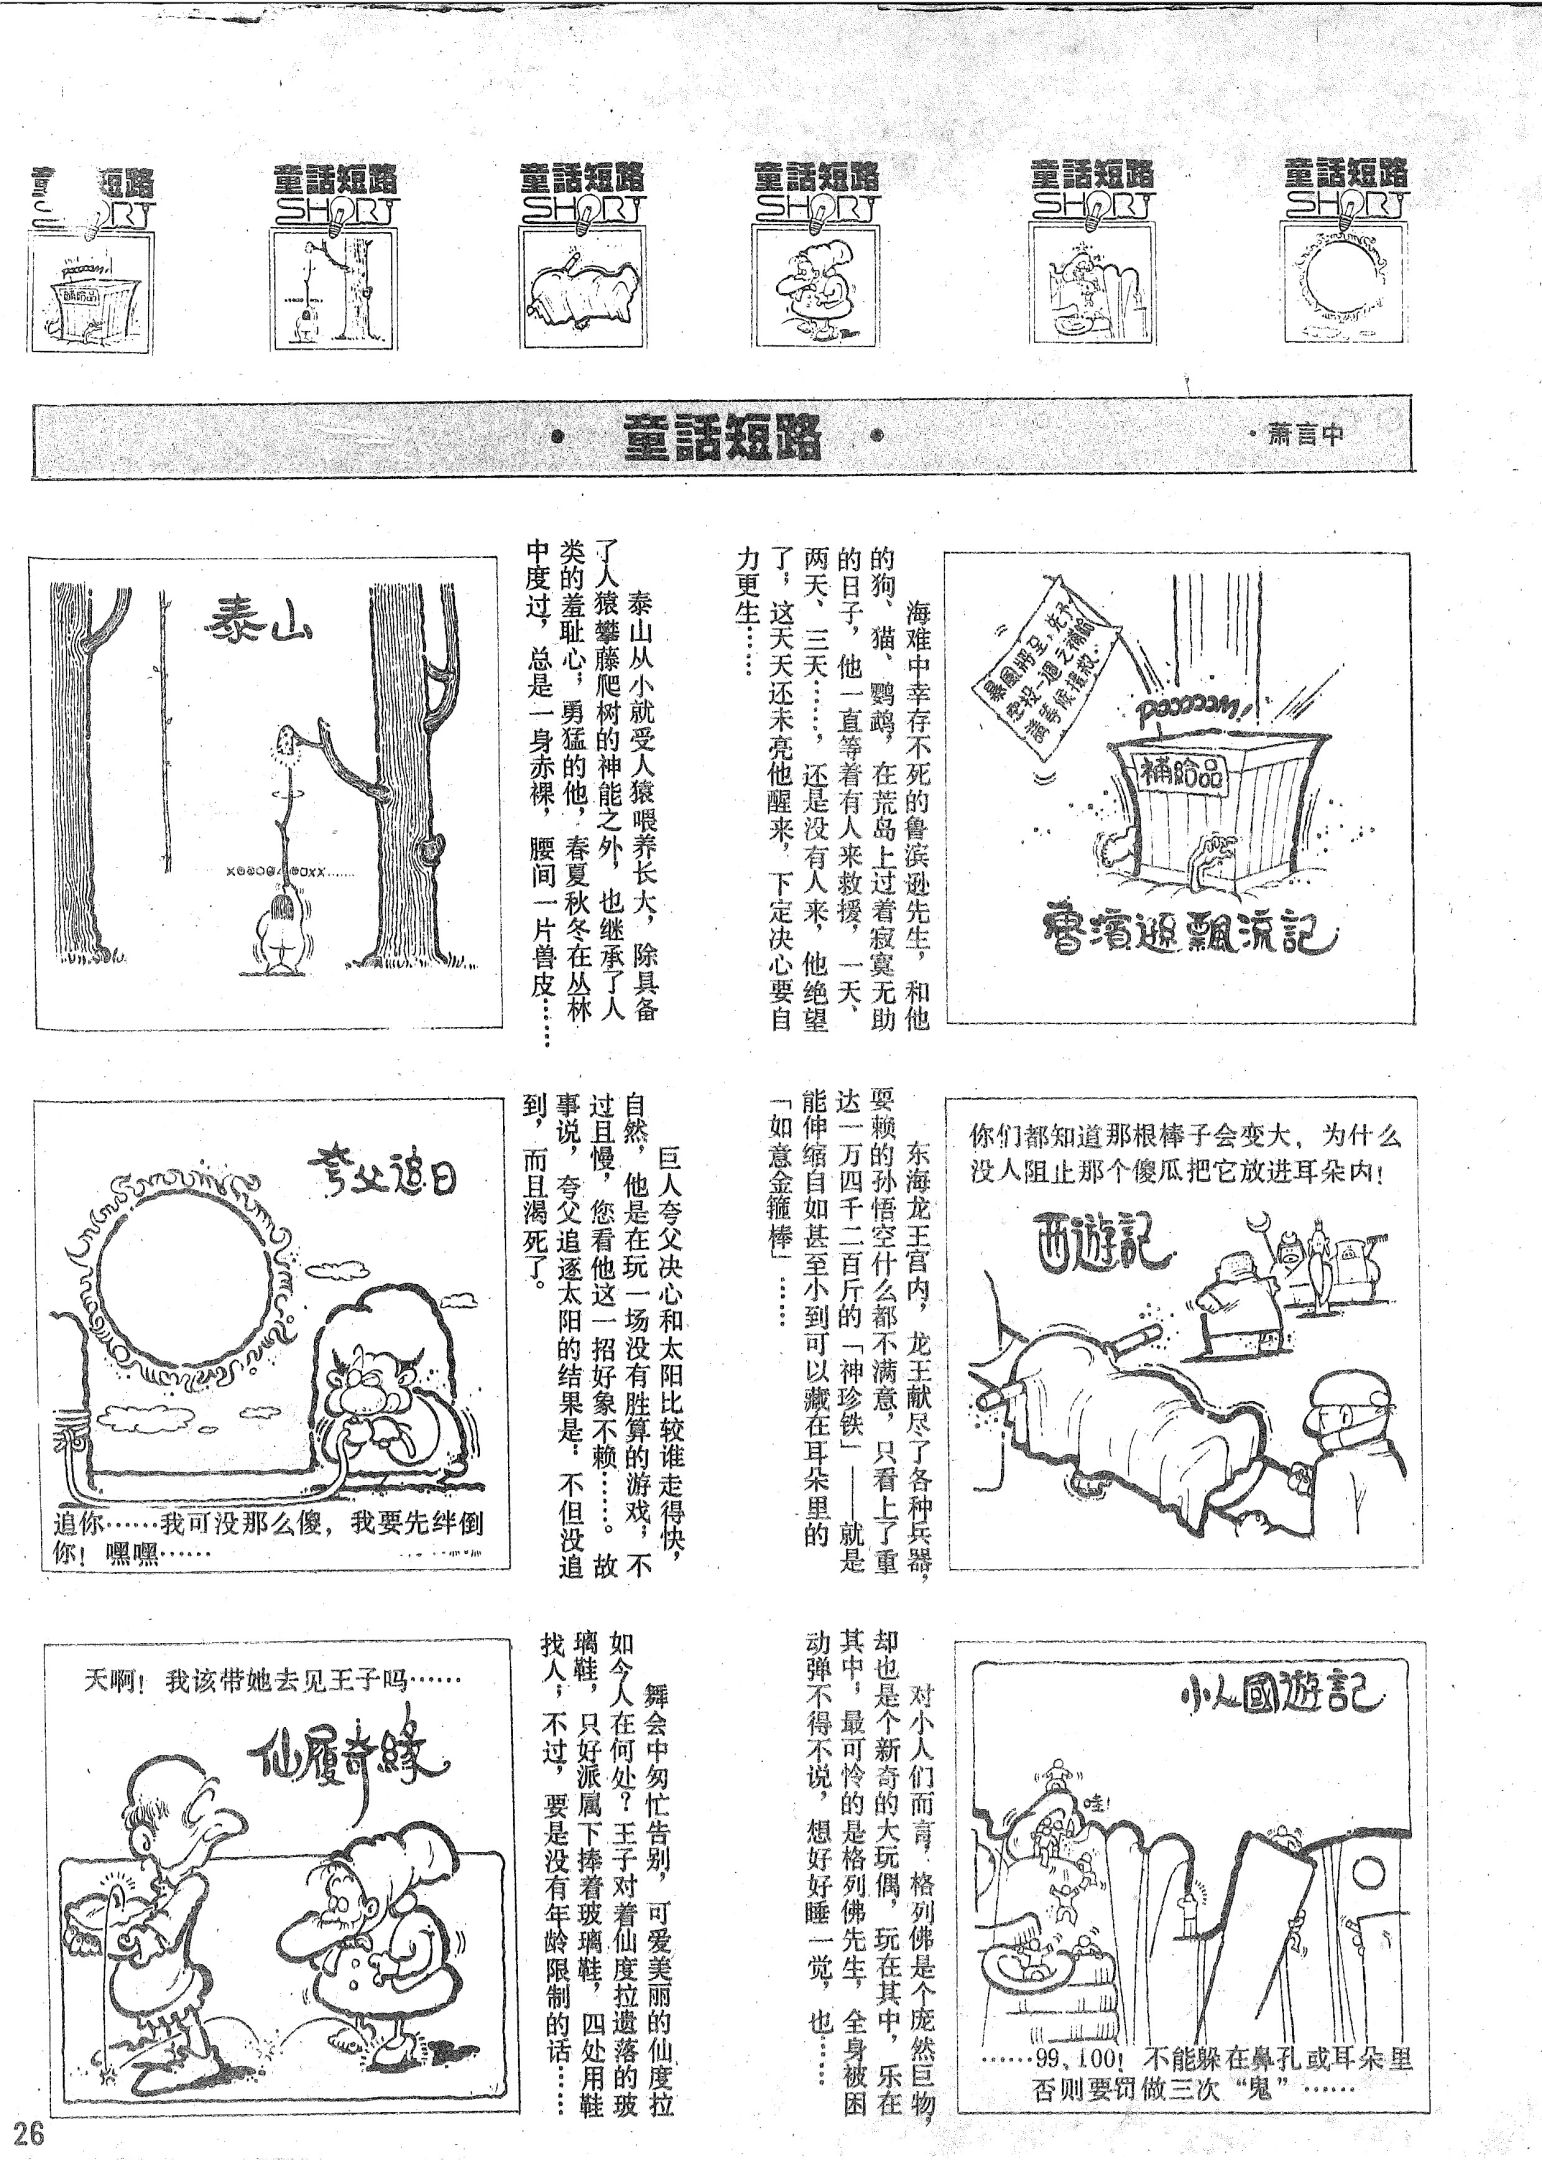 童話短路
SHORT
童話短路
SHORT
童話短路
SHORT
童話短路
SHORT
童話短路
SHORT
補給品
· 童話短路 ·
·萧言中
暴風將至,先予
空投一週之補給
满等候援救.
補給品
魯濱遜飄流記
海难中幸存不死的鲁滨逊先生，和他
的狗、猫、鹦鹉，在荒岛上过着寂寞无助
的日子，他一直等着有人来救援，一天、
两天、三天……，还是没有人来，他绝望
了；这天天还未亮他醒来，下定决心要自
力更生……
泰山
泰山从小就受人猿喂养长大，除具备
了人猿攀藤爬树的神能之外，也继承了人
类的羞耻心；勇猛的他，春夏秋冬在丛林
中度过，总是一身赤裸，腰间一片兽皮……
你们都知道那根棒子会变大，为什么
没人阻止那个傻瓜把它放进耳朵内！
西遊記
东海龙王宫内，龙王献尽了各种兵器，
耍赖的孙悟空什么都不满意，只看上了重
达一万四千二百斤的「神珍铁」——就是
能伸缩自如甚至小到可以藏在耳朵里的
「如意金箍棒」……
夸父追日
追你……我可没那么傻，我要先绊倒
你！嘿嘿……
巨人夸父决心和太阳比较谁走得快，
自然，他是在玩一场没有胜算的游戏；不
过且慢，您看他这一招好象不赖……。故
事说，夸父追逐太阳的结果是：不但没追
到，而且渴死了。
小人國遊記
哇!
……99、100！不能躲在鼻孔或耳朵里
否则要罚做三次“鬼”……
对小人们而言，格列佛是个庞然巨物，
却也是个新奇的大玩偶，玩在其中，乐在
其中；最可怜的是格列佛先生，全身被困
动弹不得不说，想好好睡一觉，也……
天啊！我该带她去见王子吗……
仙履奇緣
舞会中匆忙告别，可爱美丽的仙度拉
如今人在何处？王子对着仙度拉遗落的玻
璃鞋，只好派属下捧着玻璃鞋，四处用鞋
找人；不过，要是没有年龄限制的话……
26